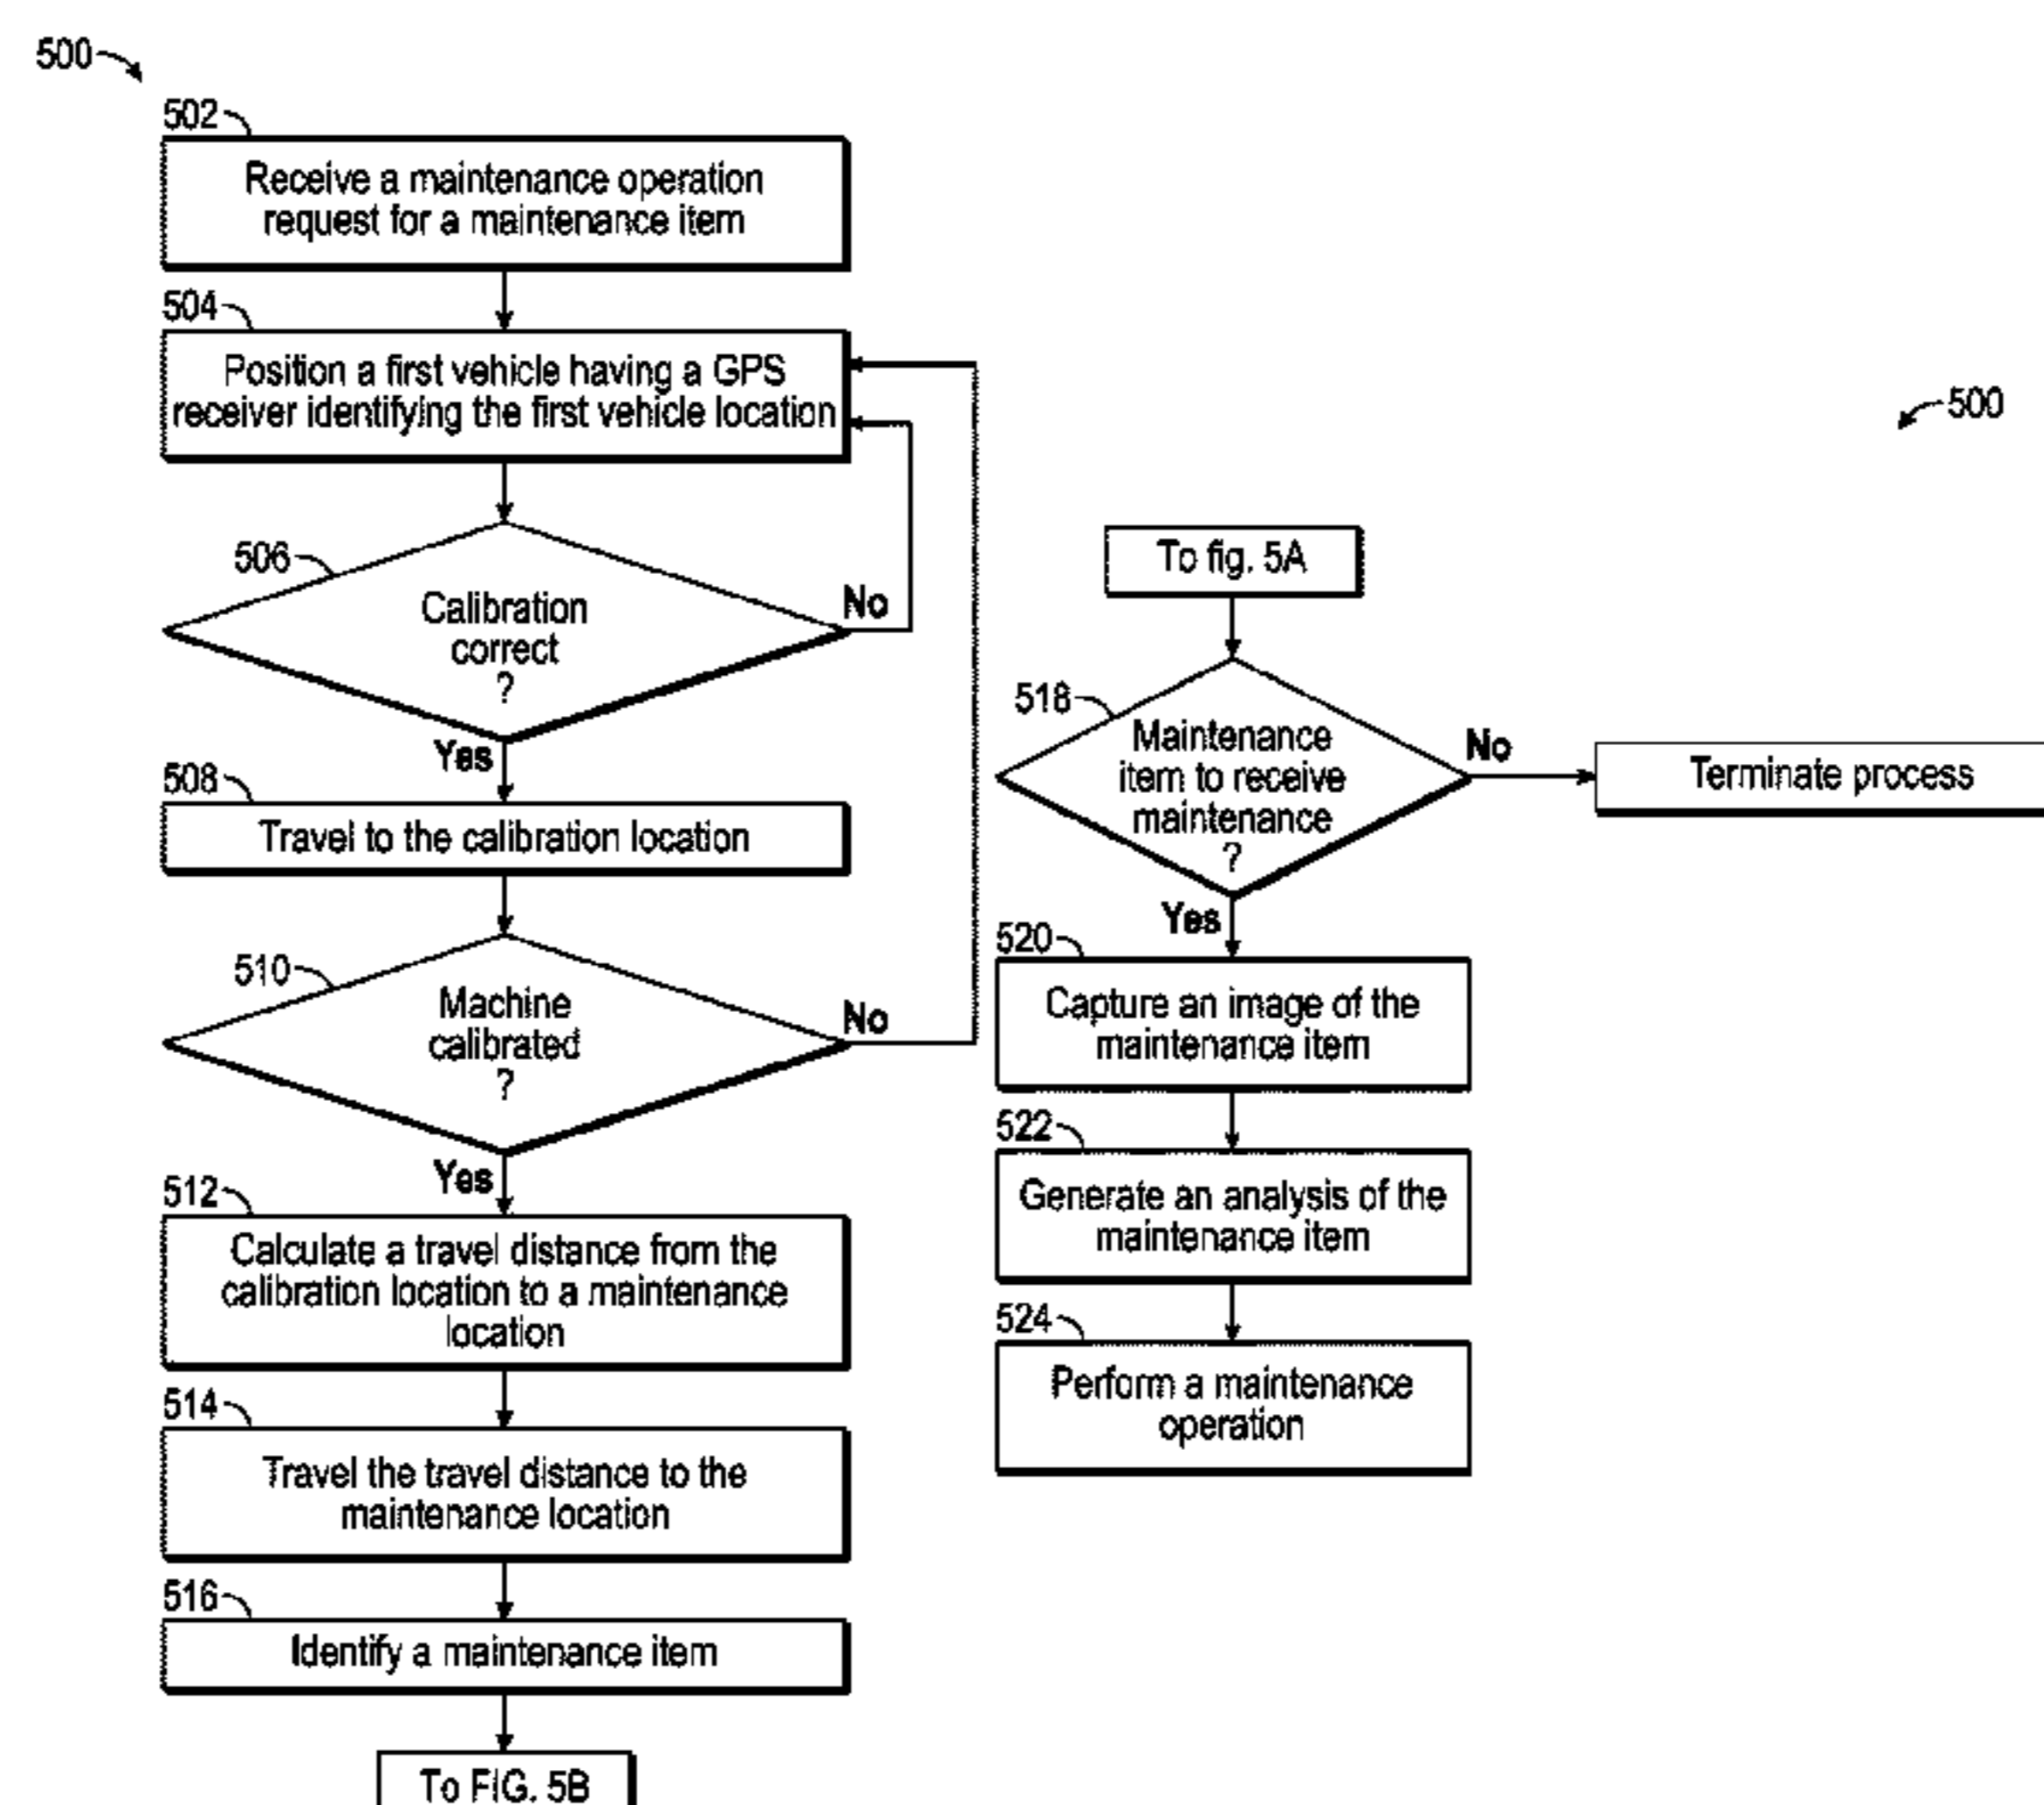 500
502
Receive a maintenance operation
request for a maintenance item
504
Position a first vehicle having a GPS
receiver identifying the first vehicle location
506
Calibration
correct
?
No
Yes
508
Travel to the calibration location
510
Machine
calibrated
?
No
Yes
512
Calculate a travel distance from the
calibration location to a maintenance
location
514
Travel the travel distance to the
maintenance location
516
Identify a maintenance item
To FIG. 5B
500
To fig. 5A
518
Maintenance
item to receive
maintenance
?
No
Terminate process
Yes
520
Capture an image of the
maintenance item
522
Generate an analysis of the
maintenance item
524
Perform a maintenance
operation